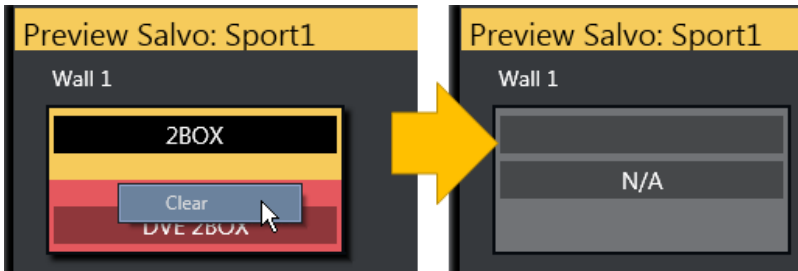 Preview Salvo: Sport1
Wall 1
2BOX
Clear
DVE 2BOX
Preview Salvo: Sport1
Wall 1
N/A